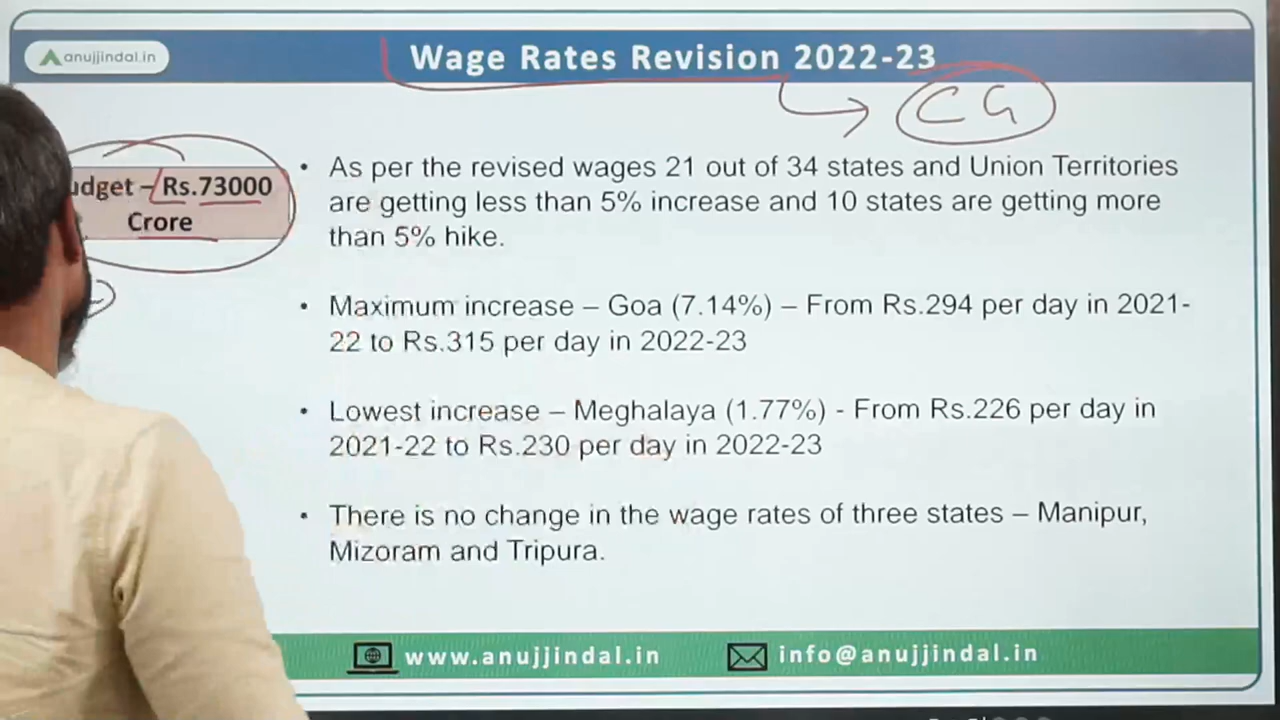 anujjindal.in
Wage Rates Revision 2022-23
CG
– Rs.73000
Crore
• As per the revised wages 21 out of 34 states and Union Territories
are getting less than 5% increase and 10 states are getting more
than 5% hike.
• Maximum increase – Goa (7.14%) – From Rs.294 per day in 2021-
22 to Rs.315 per day in 2022-23
• Lowest increase – Meghalaya (1.77%) - From Rs.226 per day in
2021-22 to Rs.230 per day in 2022-23
• There is no change in the wage rates of three states – Manipur,
Mizoram and Tripura.
www.anujjindal.in
info@anujjindal.in